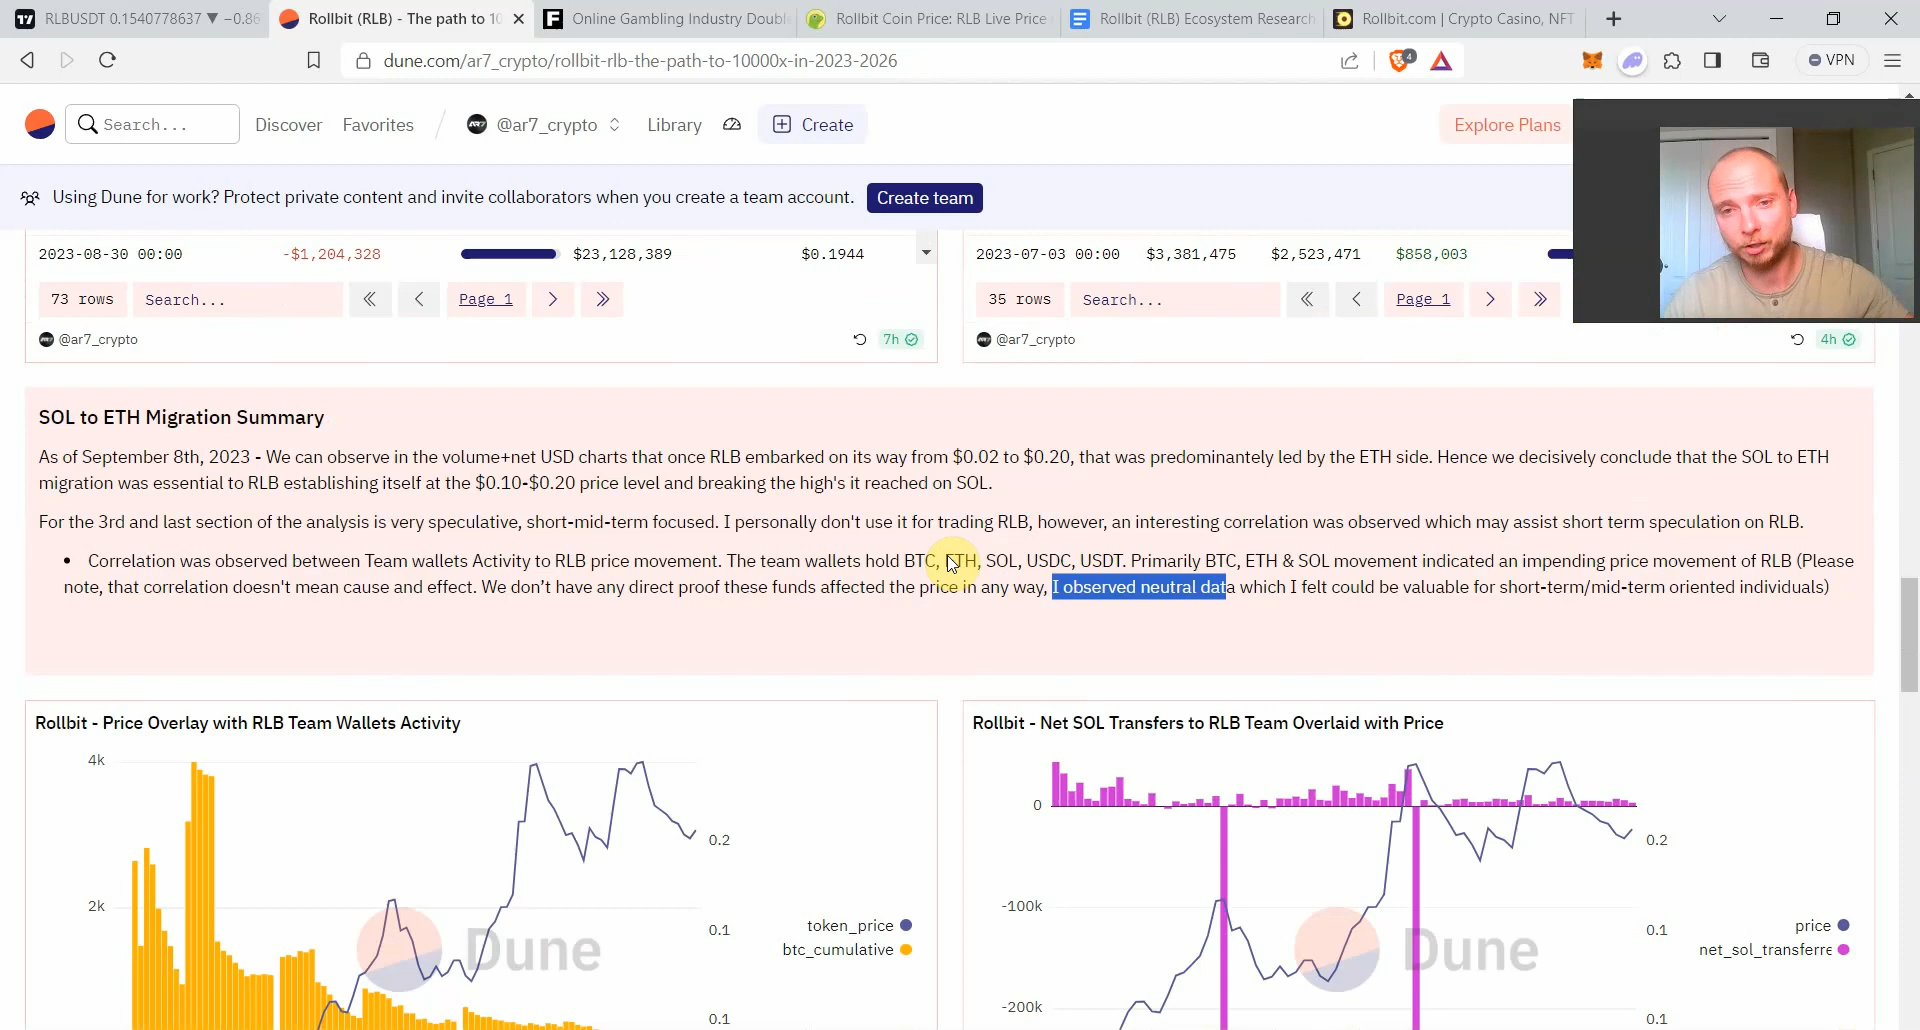 RLBUSDT 0.1540778637 ▼ −0.86
Rollbit (RLB) - The path to 10
Online Gambling Industry Double
Rollbit Coin Price: RLB Live Price
Rollbit (RLB) Ecosystem Research
Rollbit.com | Crypto Casino, NFT
dune.com/ar7_crypto/rollbit-rlb-the-path-to-10000x-in-2023-2026
4
VPN
Search...
Discover
Favorites
@ar7_crypto
Library
Create
Explore Plans
Using Dune for work? Protect private content and invite collaborators when you create a team account.
Create team
2023-08-30 00:00 -$1,204,328 $23,128,389 $0.1944
2023-07-03 00:00 $3,381,475 $2,523,471 $858,003
73 rows Search... Page 1
35 rows Search... Page 1
@ar7_crypto 7h
@ar7_crypto 4h
SOL to ETH Migration Summary
As of September 8th, 2023 - We can observe in the volume+net USD charts that once RLB embarked on its way from $0.02 to $0.20, that was predominantely led by the ETH side. Hence we decisively conclude that the SOL to ETH
migration was essential to RLB establishing itself at the $0.10-$0.20 price level and breaking the high's it reached on SOL.
For the 3rd and last section of the analysis is very speculative, short-mid-term focused. I personally don't use it for trading RLB, however, an interesting correlation was observed which may assist short term speculation on RLB.
• Correlation was observed between Team wallets Activity to RLB price movement. The team wallets hold BTC, ETH, SOL, USDC, USDT. Primarily BTC, ETH & SOL movement indicated an impending price movement of RLB (Please
note, that correlation doesn't mean cause and effect. We don't have any direct proof these funds affected the price in any way, I observed neutral data which I felt could be valuable for short-term/mid-term oriented individuals)
Rollbit - Price Overlay with RLB Team Wallets Activity
4k
2k
0.2
0.1
0.1
token_price
btc_cumulative
Dune
Rollbit - Net SOL Transfers to RLB Team Overlaid with Price
0
-100k
-200k
0.2
0.1
0.1
price
net_sol_transferre
Dune